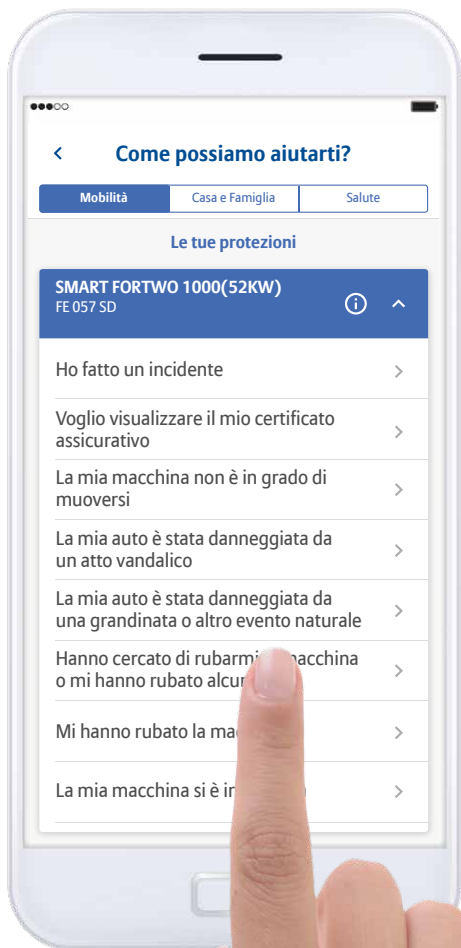 Come possiamo aiutarti?
Mobilità
Casa e Famiglia
Salute
Le tue protezioni
SMART FORTWO 1000(52KW)
FE 057 SD
Ho fatto un incidente
Voglio visualizzare il mio certificato
assicurativo
La mia macchina non è in grado di
muoversi
La mia auto è stata danneggiata da
un atto vandalico
La mia auto è stata danneggiata da
una grandinata o altro evento naturale
Hanno cercato di rubarmi macchina
o mi hanno rubato
Mi hanno rubato la
La mia macchina si è